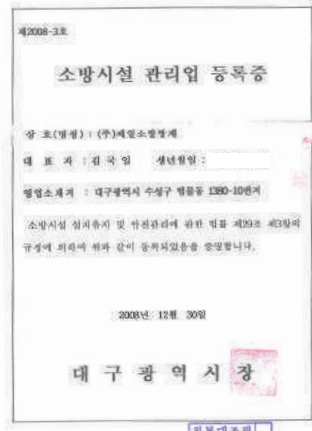 제2008-3호
소방시설 관리업 등록증
상 호(명칭) : (주)제일소방방재
대 표 자 : 김국일 생년월일 :
영업소재지 : 대구광역시 수성구 범물동 1380-10번지
소방시설 설치유지 및 안전관리에 관한 법률 제29조 제3항의
규정에 의하여 위와 같이 등록되었음을 증명합니다.
2008년 12월 30일
대 구 광 역 시 장